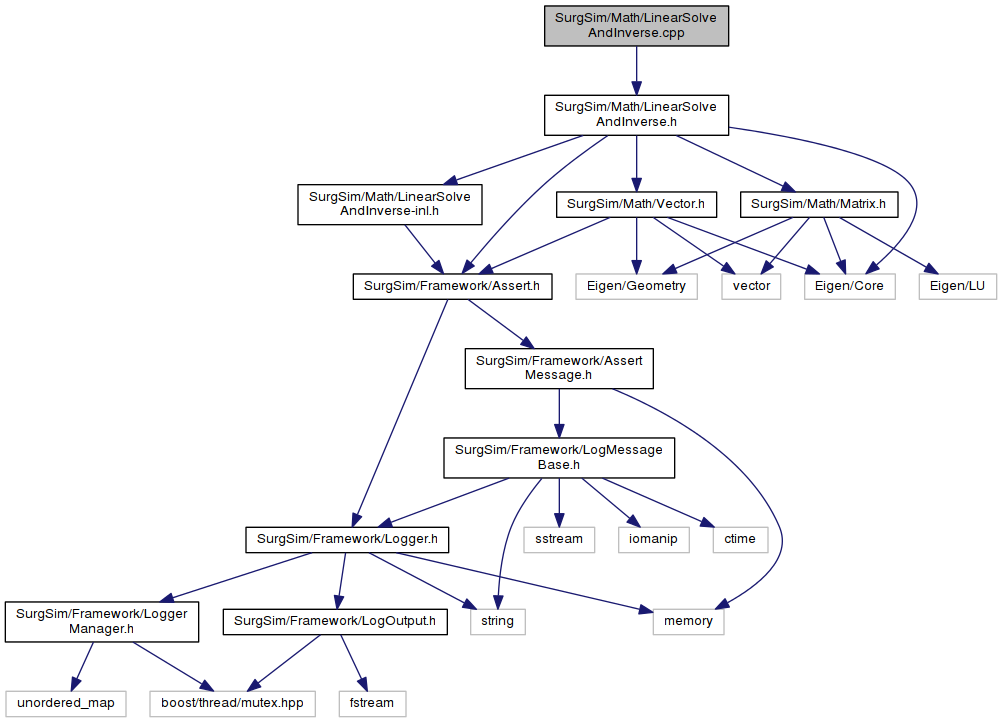 SurgSim/Math/LinearSolve
AndInverse.cpp
SurgSim/Math/LinearSolve
AndInverse.h
SurgSim/Math/LinearSolve
AndInverse-inl.h
SurgSim/Math/Vector.h
SurgSim/Math/Matrix.h
SurgSim/Framework/Assert.h
Eigen/Geometry
vector
Eigen/Core
Eigen/LU
SurgSim/Framework/Assert
Message.h
SurgSim/Framework/LogMessage
Base.h
SurgSim/Framework/Logger.h
sstream
iomanip
ctime
SurgSim/Framework/Logger
Manager.h
SurgSim/Framework/LogOutput.h
string
memory
unordered_map
boost/thread/mutex.hpp
fstream